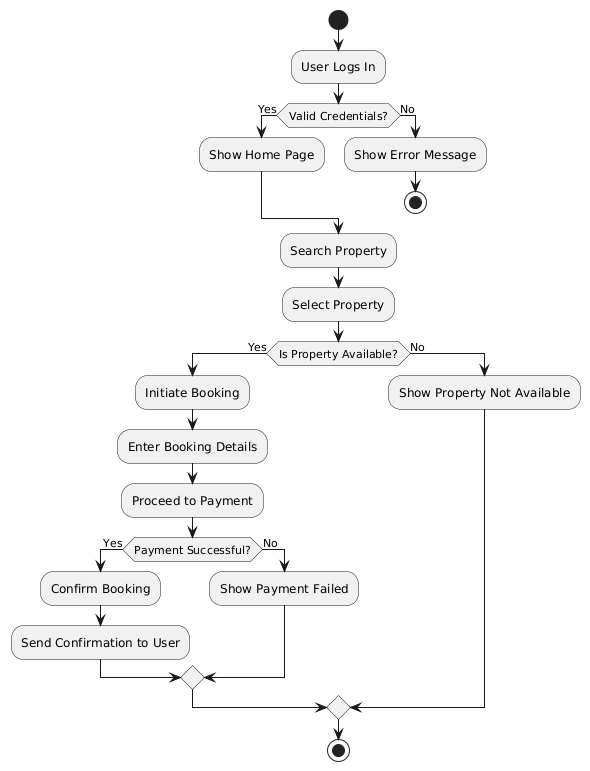 User Logs In
Yes
Valid Credentials?
No
Show Home Page
Show Error Message
Search Property
Select Property
Yes
Is Property Available?
No
Initiate Booking
Show Property Not Available
Enter Booking Details
Proceed to Payment
Yes
Payment Successful?
No
Confirm Booking
Show Payment Failed
Send Confirmation to User